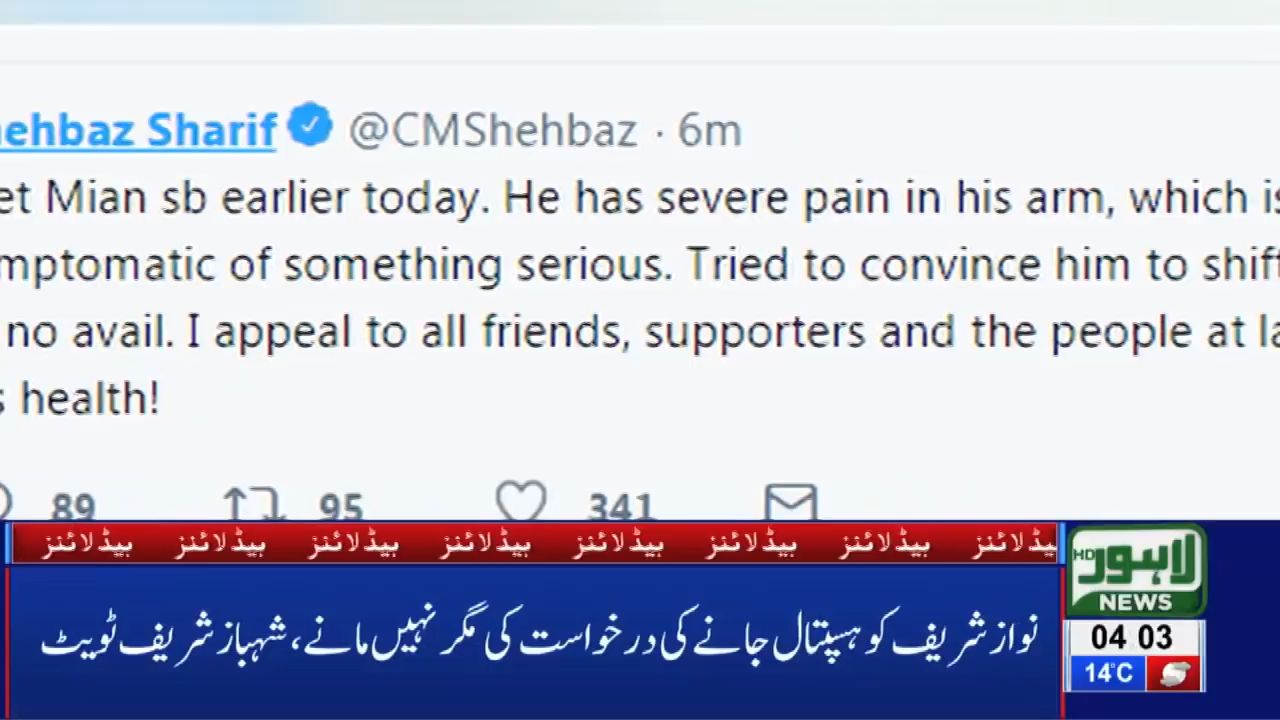 ehbaz Sharif @CMShehbaz · 6m
et Mian sb earlier today. He has severe pain in his arm, which is
mptomatic of something serious. Tried to convince him to shift
no avail. I appeal to all friends, supporters and the people at la
s health!
89 95 341
ہیڈلائنز ہیڈلائنز ہیڈلائنز ہیڈلائنز ہیڈلائنز ہیڈلائنز ہیڈلائنز یڈلائنز
نواز شریف کو ہسپتال جانے کی درخواست کی مگر نہیں مانے، شہباز شریف ٹویٹ
لاہور HD
NEWS
04 03
14°C